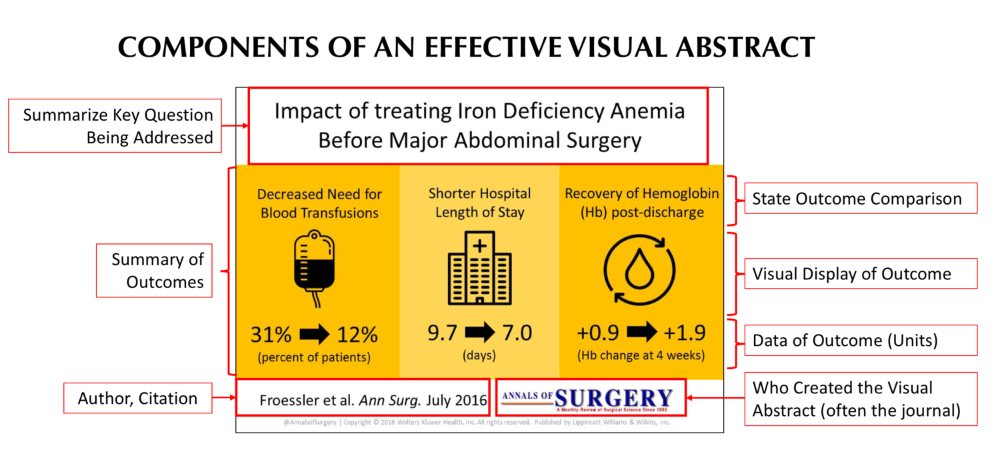 COMPONENTS OF AN EFFECTIVE VISUAL ABSTRACT
Summarize Key Question
Being Addressed
Impact of treating Iron Deficiency Anemia
Before Major Abdominal Surgery
Summary of
Outcomes
Decreased Need for
Blood Transfusions
31% 12%
(percent of patients)
Shorter Hospital
Length of Stay
9.7 7.0
(days)
Recovery of Hemoglobin
(Hb) post-discharge
+0.9 +1.9
(Hb change at 4 weeks)
State Outcome Comparison
Visual Display of Outcome
Data of Outcome (Units)
Author, Citation
Froessler et al. Ann Surg. July 2016
ANNALS OF SURGERY
A Monthly Review of Surgical Science Since 1885
Who Created the Visual
Abstract (often the journal)
@AnnalsofSurgery | Copyright © 2016 Wolters Kluwer Health, Inc. All rights reserved. Published by Lippincott Williams & Wilkins, Inc.